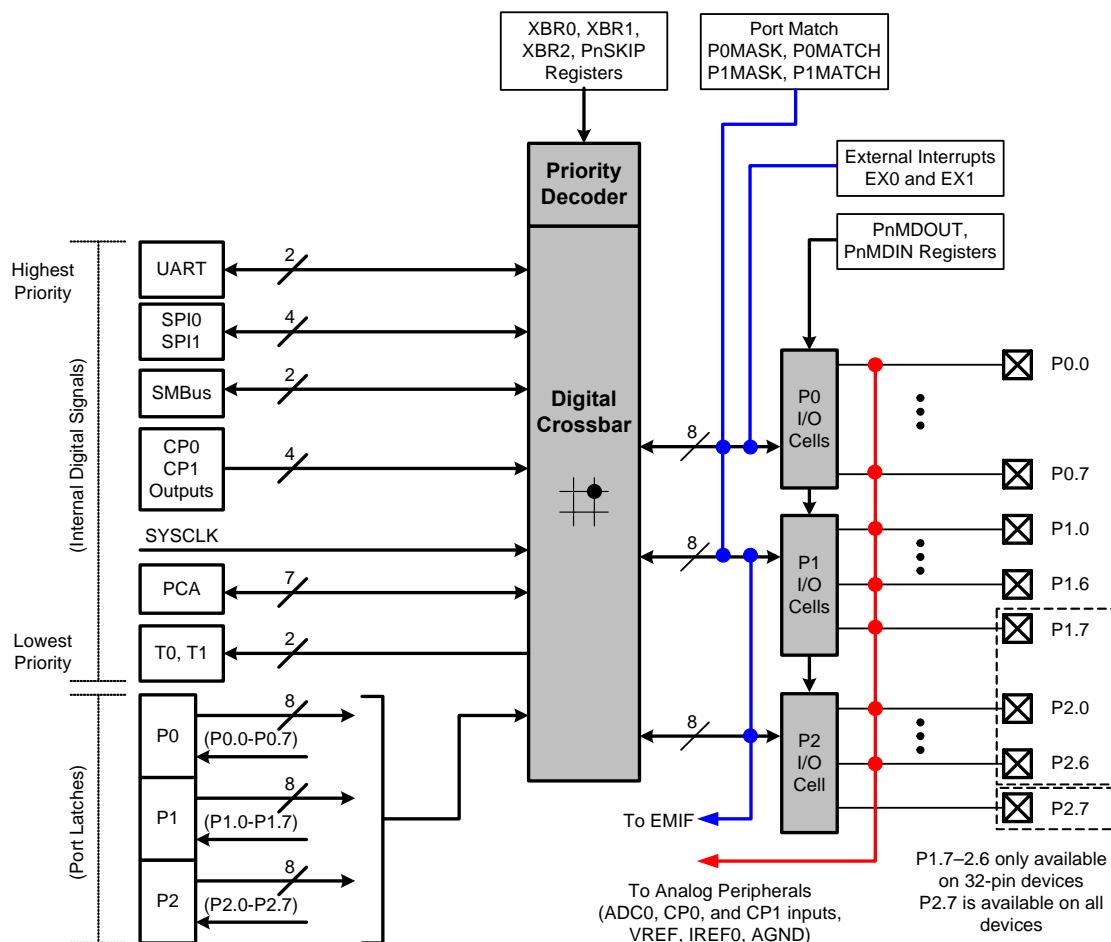 XBR0, XBR1,
XBR2, PnSKIP
Registers
Port Match
P0MASK, P0MATCH
P1MASK, P1MATCH
External Interrupts
EX0 and EX1
Priority
Decoder
PnMDOUT,
PnMDIN Registers
Highest
Priority
(Internal Digital Signals)
Lowest
Priority
UART
2
SPI0
SPI1
4
SMBus
2
CP0
CP1
Outputs
4
SYSCLK
PCA
7
T0, T1
2
Digital
Crossbar
8
8
8
P0
I/O
Cells
P1
I/O
Cells
P2
I/O
Cell
P0.0
P0.7
P1.0
P1.6
P1.7
P2.0
P2.6
P2.7
(Port Latches)
P0
8
(P0.0-P0.7)
P1
8
(P1.0-P1.7)
P2
8
(P2.0-P2.7)
To EMIF
To Analog Peripherals
(ADC0, CP0, and CP1 inputs,
VREF, IREF0, AGND)
P1.7–2.6 only available
on 32-pin devices
P2.7 is available on all
devices